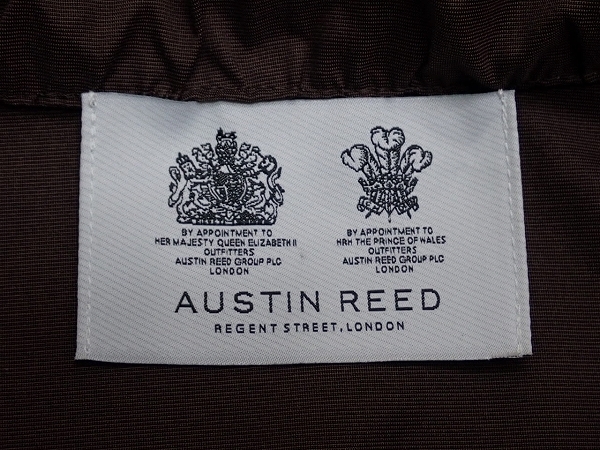 BY APPOINTMENT TO
HER MAJESTY QUEEN ELIZABETH II
OUTFITTERS
AUSTIN REED GROUP PLC
LONDON
BY APPOINTMENT TO
HRH THE PRINCE OF WALES
OUTFITTERS
AUSTIN REED GROUP PLC
LONDON
AUSTIN REED
REGENT STREET, LONDON